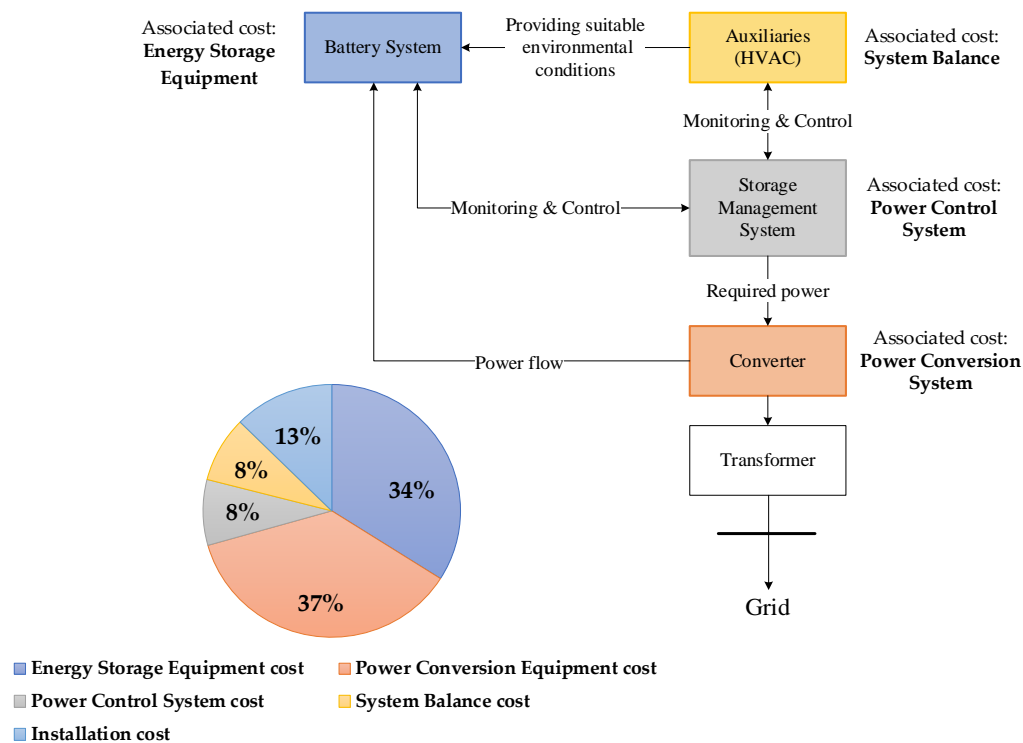 Associated cost:
Energy Storage
Equipment
Battery System
Providing suitable
environmental
conditions
Auxiliaries
(HVAC)
Associated cost:
System Balance
Monitoring & Control
Monitoring & Control
Storage
Management
System
Associated cost:
Power Control
System
Required power
Power flow
Converter
Associated cost:
Power Conversion
System
Transformer
Grid
13%
8%
34%
8%
37%
Energy Storage Equipment cost
Power Conversion Equipment cost
Power Control System cost
System Balance cost
Installation cost